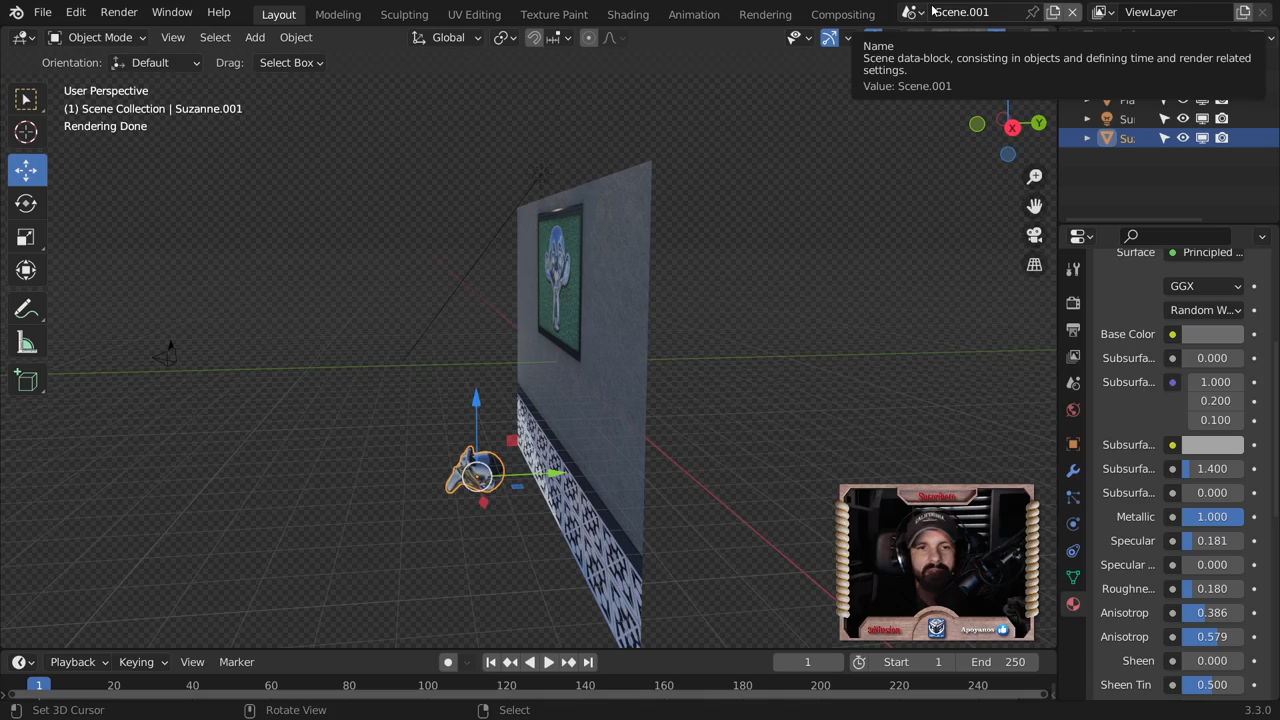 File Edit Render Window Help Layout Modeling Sculpting UV Editing Texture Paint Shading Animation Rendering Compositing Scene.001 ViewLayer
Object Mode View Select Add Object Global
Orientation: Default Drag: Select Box
Name
Scene data-block, consisting in objects and defining time and render related
settings.
Value: Scene.001
User Perspective
(1) Scene Collection | Suzanne.001
Rendering Done
X Y
Su
Su.
Surface Principled ...
GGX
Random W...
Base Color
Subsurfa... 0.000
Subsurfa... 1.000
0.200
0.100
Subsurfa...
Subsurfa... 1.400
Subsurfa... 0.000
Metallic 1.000
Specular 0.181
Specular ... 0.000
Roughne... 0.180
Anisotrop 0.386
Anisotrop 0.579
Sheen 0.000
Sheen Tin 0.500
Suscribete
CALIFORNIA
Apoyanos
Playback Keying View Marker 1 Start 1 End 250
1 20 40 60 80 100 120 140 160 180 200 220 240
Set 3D Cursor Rotate View Select 3.3.0